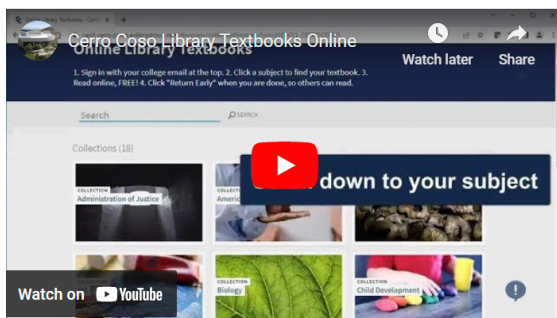 Cerro Coso Library Textbooks Online
Online Library Textbooks
Watch later
Share
1. Sign in with your college email at the top. 2. Click a subject to find your textbook. 3.
Read online, FREE! 4. Click "Return Early" when you are done, so others can read.
Search
SEARCH
Collections (18)
down to your subject
COLLECTION
Administration of Justice
COLLECTION
Biology
COLLECTION
Child Development
Watch on YouTube